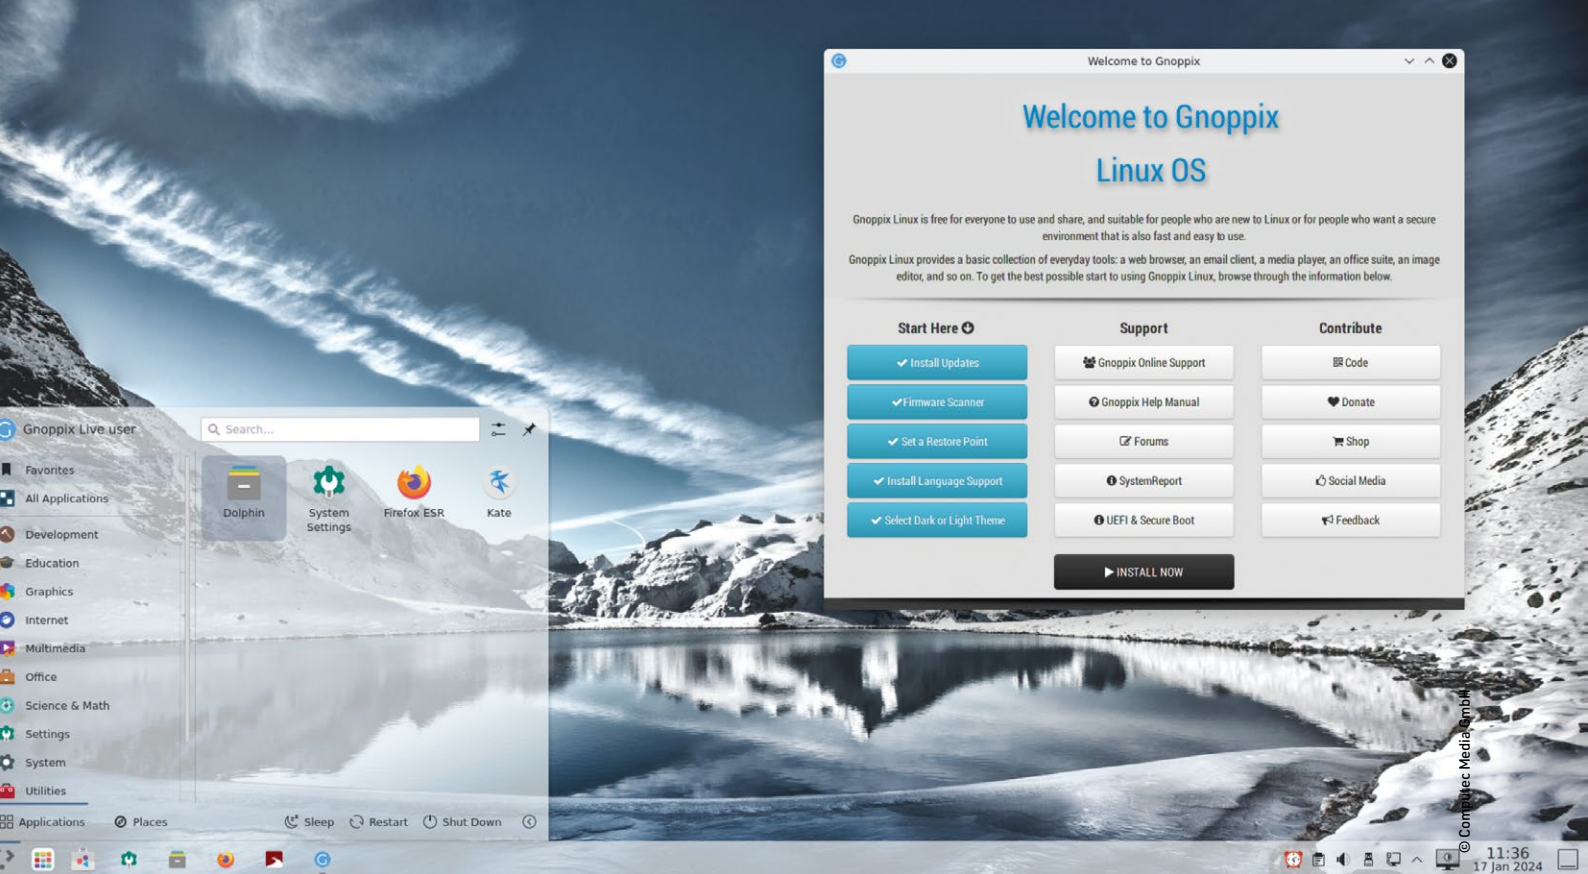 Welcome to Gnoppix
Welcome to Gnoppix
Linux OS
Gnoppix Linux is free for everyone to use and share, and suitable for people who are new to Linux or for people who want a secure
environment that is also fast and easy to use.
Gnoppix Linux provides a basic collection of everyday tools: a web browser, an email client, a media player, an office suite, an image
editor, and so on. To get the best possible start to using Gnoppix Linux, browse through the information below.
Start Here
Install Updates
Firmware Scanner
Set a Restore Point
Install Language Support
Select Dark or Light Theme
Support
Gnoppix Online Support
Gnoppix Help Manual
Forums
SystemReport
UEFI & Secure Boot
Contribute
Code
Donate
Shop
Social Media
Feedback
INSTALL NOW
Gnoppix Live user
Search...
Favorites
All Applications
Development
Education
Graphics
Internet
Multimedia
Office
Science & Math
Settings
System
Utilities
Dolphin
System
Settings
Firefox ESR
Kate
Applications
Places
Sleep
Restart
Shut Down
11:36
17 Jan 2024
© Computec Media GmbH